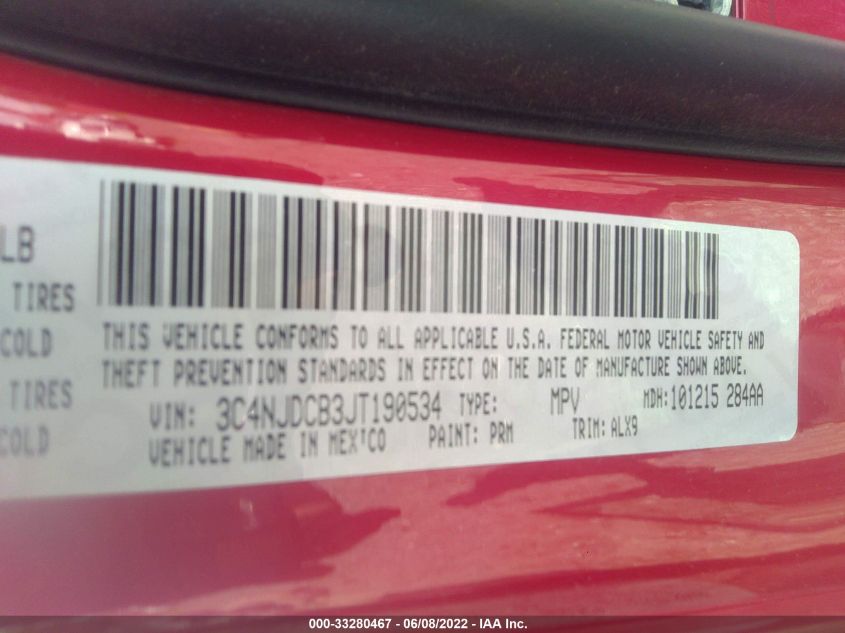 LB
TIRES
COLD
TIRES
COLD
THIS VEHICLE CONFORMS TO ALL APPLICABLE U.S.A. FEDERAL MOTOR VEHICLE SAFETY AND
THEFT PREVENTION STANDARDS IN EFFECT ON THE DATE OF MANUFACTURE SHOWN ABOVE.
VIN: 3C4NJDCB3JT190534 TYPE: MPV MDH:101215 284AA
VEHICLE MADE IN MEXICO PAINT: PRM TRIM: ALX9
000-33280467 - 06/08/2022 - IAA Inc.